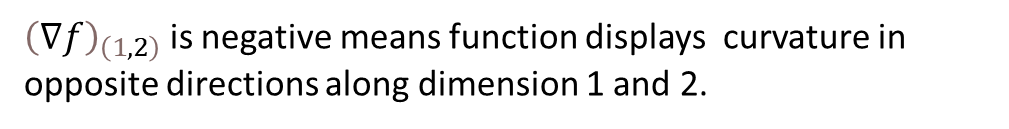 (∇f)(1,2) is negative means function displays curvature in
opposite directions along dimension 1 and 2.